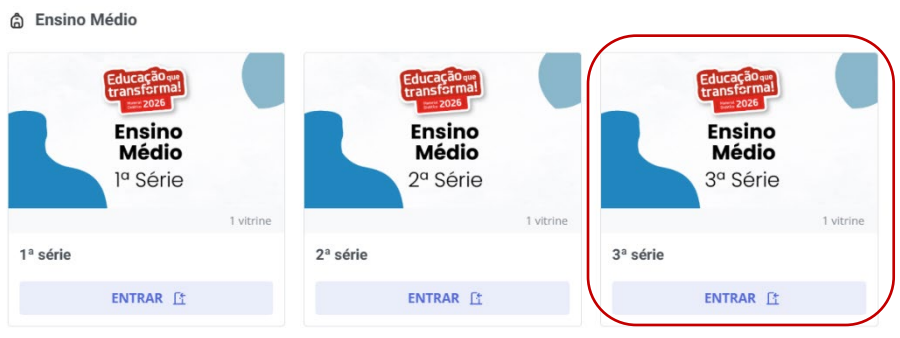 Ensino Médio
Educação que
transforma!
2026
Ensino
Médio
1ª Série
1 vitrine
1ª série
ENTRAR
Educação que
transforma!
2026
Ensino
Médio
2ª Série
1 vitrine
2ª série
ENTRAR
Educação que
transforma!
2026
Ensino
Médio
3ª Série
1 vitrine
3ª série
ENTRAR